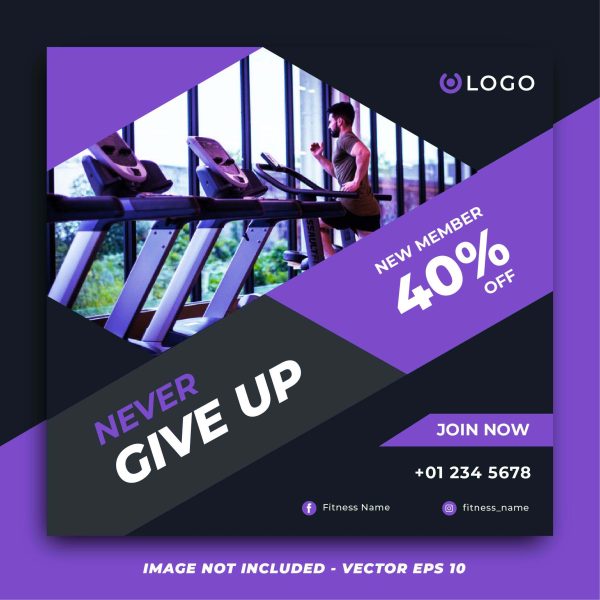 LOGO
NEW MEMBER
40%
OFF
NEVER
GIVE UP
JOIN NOW
+01 234 5678
Fitness Name
fitness_name
IMAGE NOT INCLUDED - VECTOR EPS 10